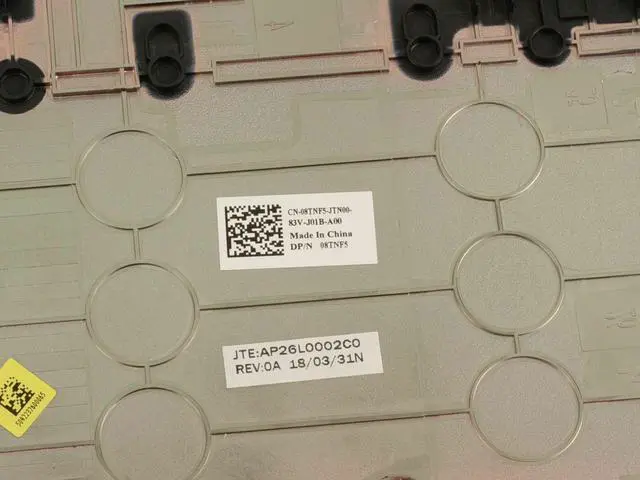 CN-08TNF5-JTN00-
83V-J01B-A00
Made In China
DP/N 08TNF5
JTE:AP26L0002C0
REV:0A 18/03/31N